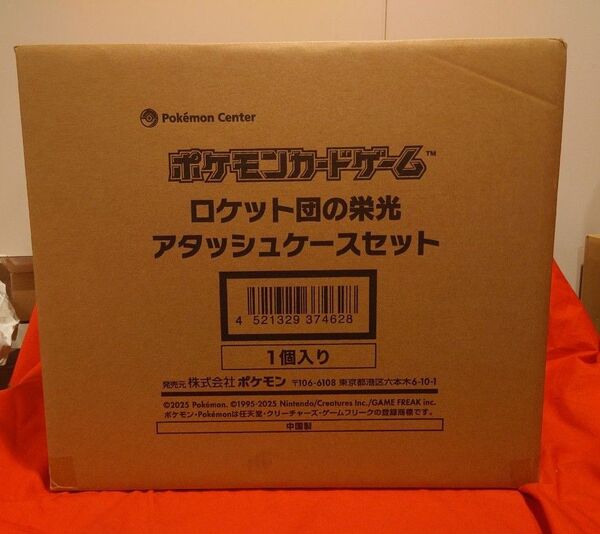 Pokémon Center
ポケモンカードゲーム™
ロケット団の栄光
アタッシュケースセット
4 521329 374628
1個入り
発売元 株式会社 ポケモン 〒106-6108 東京都港区六本木6-10-1
©2025 Pokémon. ©1995-2025 Nintendo/Creatures Inc./GAME FREAK inc.
ポケモン・Pokémonは任天堂・クリーチャーズ・ゲームフリークの登録商標です。
中国製